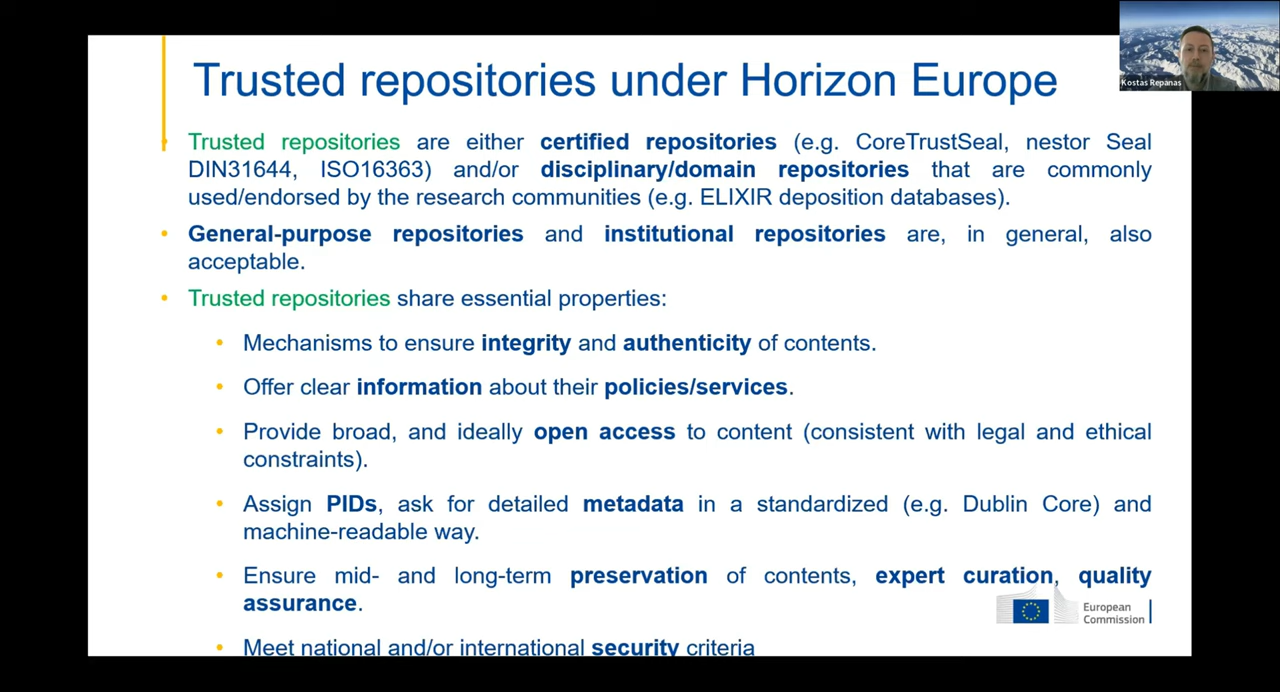 Trusted repositories under Horizon Europe
Kostas Repanas
Trusted repositories are either certified repositories (e.g. CoreTrustSeal, nestor Seal
DIN31644, ISO16363) and/or disciplinary/domain repositories that are commonly
used/endorsed by the research communities (e.g. ELIXIR deposition databases).
• General-purpose repositories and institutional repositories are, in general, also
acceptable.
• Trusted repositories share essential properties:
• Mechanisms to ensure integrity and authenticity of contents.
• Offer clear information about their policies/services.
• Provide broad, and ideally open access to content (consistent with legal and ethical
constraints).
• Assign PIDs, ask for detailed metadata in a standardized (e.g. Dublin Core) and
machine-readable way.
• Ensure mid- and long-term preservation of contents, expert curation, quality
assurance.
European
Commission
• Meet national and/or international security criteria